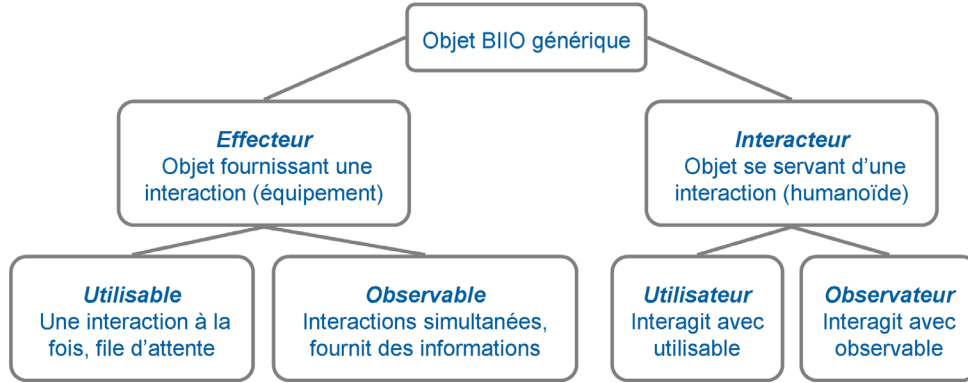 Objet BIIO générique
Effecteur
Objet fournissant une
interaction (équipement)
Interacteur
Objet se servant d'une
interaction (humanoïde)
Utilisable
Une interaction à la
fois, file d'attente
Observable
Interactions simultanées,
fournit des informations
Utilisateur
Interagit avec
utilisable
Observateur
Interagit avec
observable